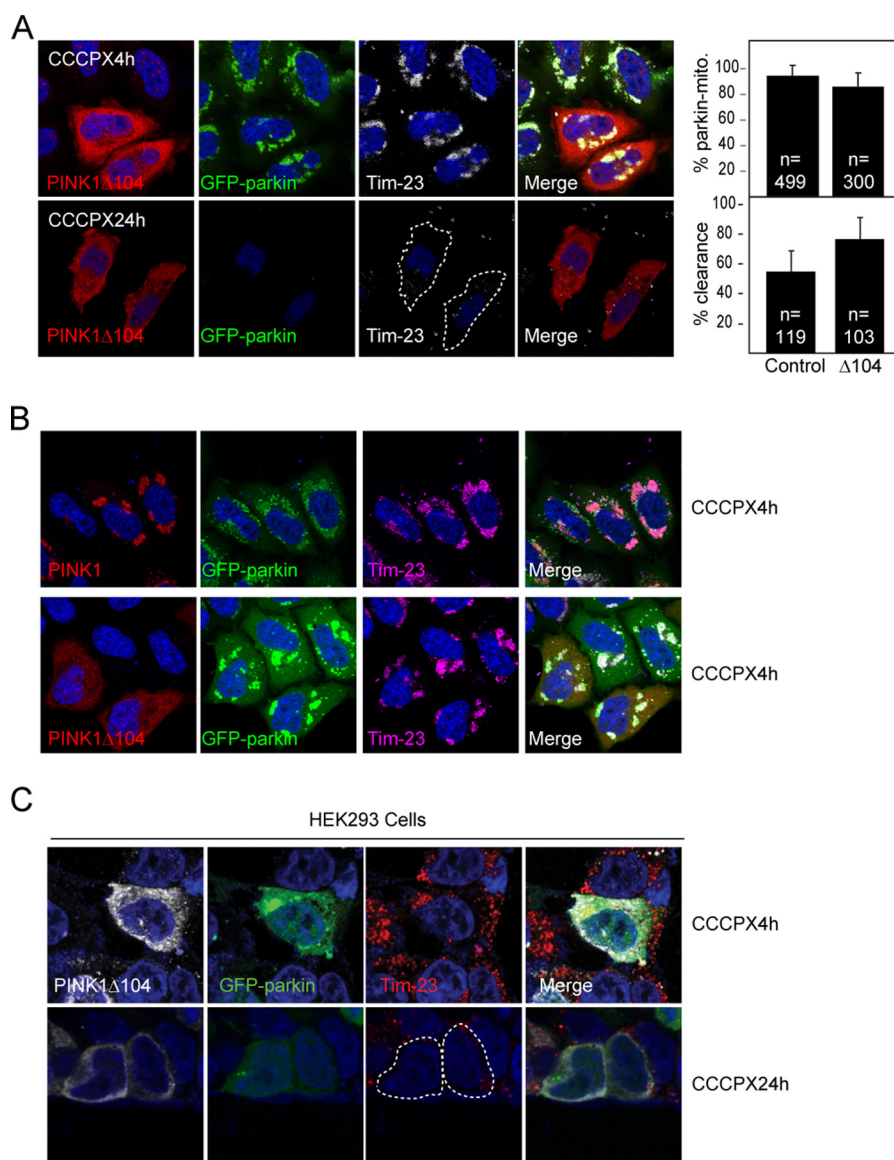 A
CCCPX4h
PINK1Δ104
GFP-parkin
Tim-23
Merge
CCCPX24h
PINK1Δ104
GFP-parkin
Tim-23
Merge
% parkin-mito.
100
80
60
40
20
n= 499
n= 300
% clearance
100
80
60
40
20
n= 119
n= 103
Control
Δ104
B
PINK1
GFP-parkin
Tim-23
Merge
CCCPX4h
PINK1Δ104
GFP-parkin
Tim-23
Merge
CCCPX4h
C
HEK293 Cells
PINK1Δ104
GFP-parkin
Tim-23
Merge
CCCPX4h
CCCPX24h